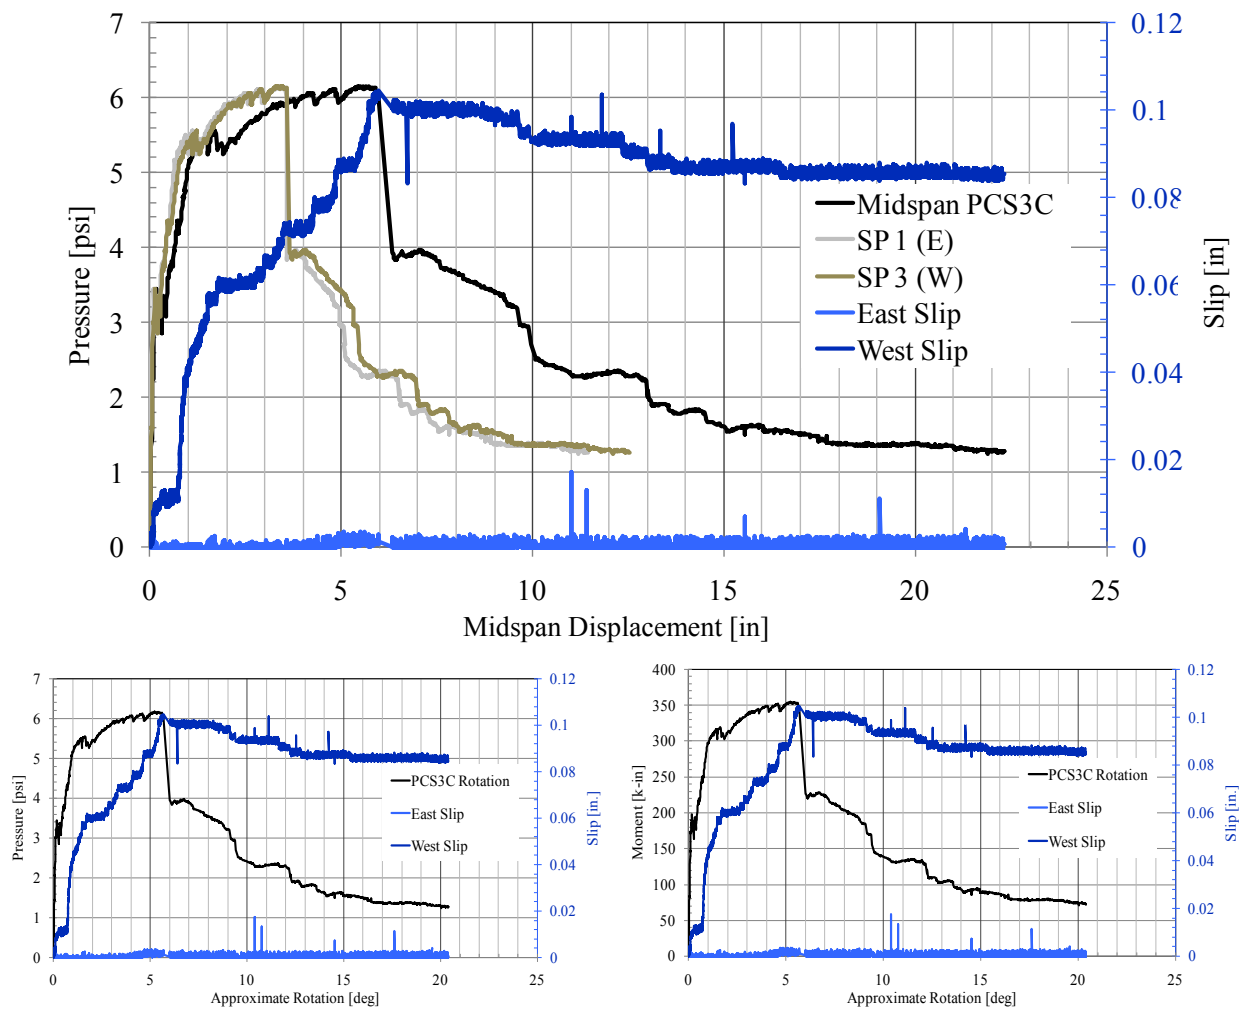 7
6
5
4
3
2
1
0
Pressure [psi]
0.12
0.1
0.08
0.06
0.04
0.02
0
Slip [in]
Midspan PCS3C
SP 1 (E)
SP 3 (W)
East Slip
West Slip
0 5 10 15 20 25
Midspan Displacement [in]
7
6
5
4
3
2
1
0
Pressure [psi]
0.12
0.1
0.08
0.06
0.04
0.02
0
Slip [in.]
PCS3C Rotation
East Slip
West Slip
0 5 10 15 20 25
Approximate Rotation [deg]
400
350
300
250
200
150
100
50
0
Moment [k-in]
0.12
0.1
0.08
0.06
0.04
0.02
0
Slip [in.]
PCS3C Rotation
East Slip
West Slip
0 5 10 15 20 25
Approximate Rotation [deg]